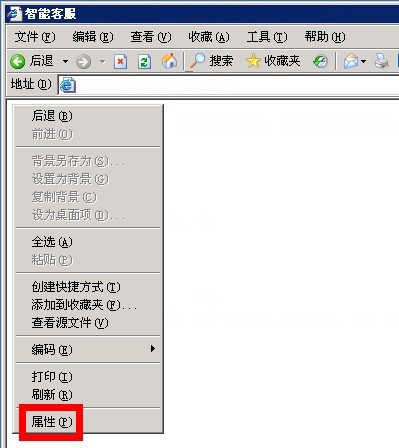 智能客服
文件(F) 编辑(E) 查看(V) 收藏(A) 工具(T) 帮助(H)
后退 搜索 收藏夹
地址(D)
后退(B)
前进(O)
背景另存为(S)...
设置为背景(G)
复制背景(C)
设为桌面项(D)...
全选(A)
粘贴(P)
创建快捷方式(T)
添加到收藏夹(F)...
查看源文件(V)
编码(E)
打印(I)
刷新(R)
属性(P)